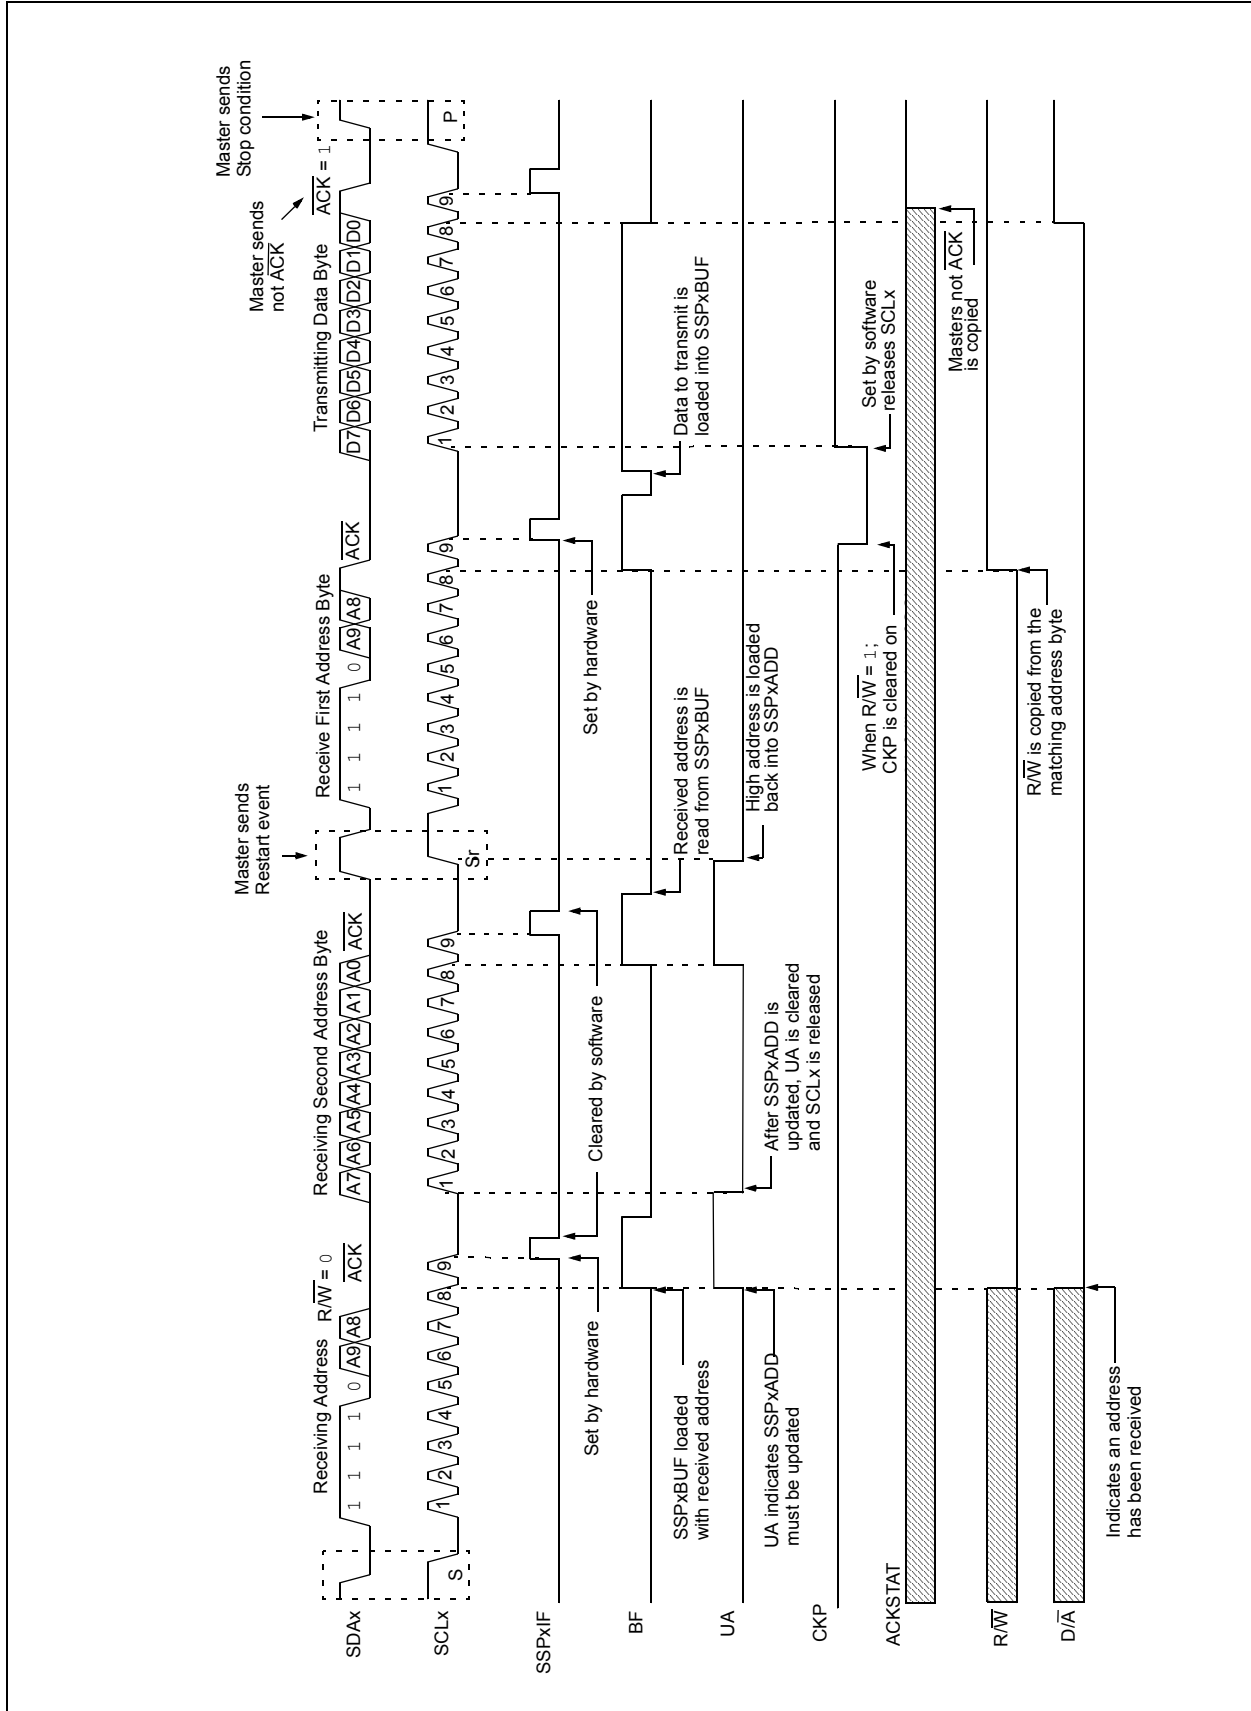 Master sends
Stop condition
Master sends
not ACK
Master sends
Restart event
Receiving Address
R/W = 0
Receiving Second Address Byte
Receive First Address Byte
Transmitting Data Byte
ACK = 1
SDAx
1 1 1 1 0 A9 A8
ACK
A7 A6 A5 A4 A3 A2 A1 A0
ACK
1 1 1 1 0 A9 A8
ACK
D7 D6 D5 D4 D3 D2 D1 D0
SCLx
S
1 2 3 4 5 6 7 8 9
1 2 3 4 5 6 7 8 9
Sr
1 2 3 4 5 6 7 8 9
1 2 3 4 5 6 7 8 9
P
SSPxIF
Set by hardware
Cleared by software
Set by hardware
BF
SSPxBUF loaded
with received address
Received address is
read from SSPxBUF
Data to transmit is
loaded into SSPxBUF
UA
UA indicates SSPxADD
must be updated
After SSPxADD is
updated, UA is cleared
and SCLx is released
High address is loaded
back into SSPxADD
CKP
When R/W = 1;
CKP is cleared on
Set by software
releases SCLx
ACKSTAT
Masters not ACK
is copied
R/W
R/W is copied from the
matching address byte
D/A
Indicates an address
has been received